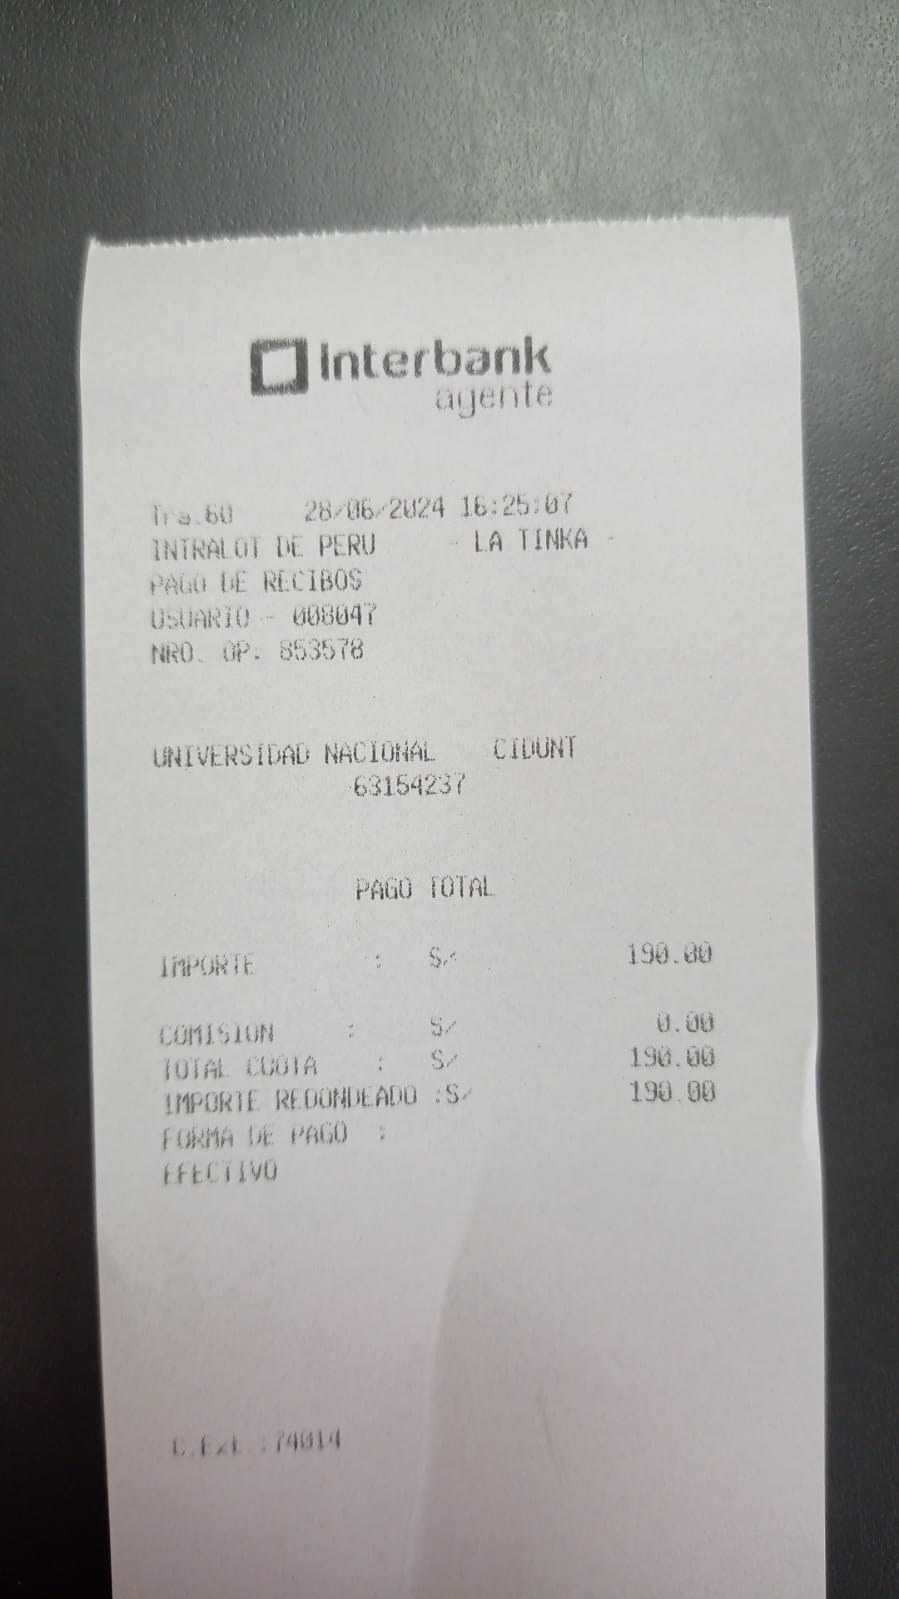 Interbank
agente
Tra.60 28/06/2024 16:25:07
INTRALOT DE PERU - LA TINKA -
PAGO DE RECIBOS
USUARIO - 008047
NRO. OP: 853578
UNIVERSIDAD NACIONAL CIDUNT
63154237
PAGO TOTAL
IMPORTE : S/ 190.00
COMISION : S/ 0.00
TOTAL CUOTA : S/ 190.00
IMPORTE REDONDEADO :S/ 190.00
FORMA DE PAGO :
EFECTIVO
C.Ext.:74014